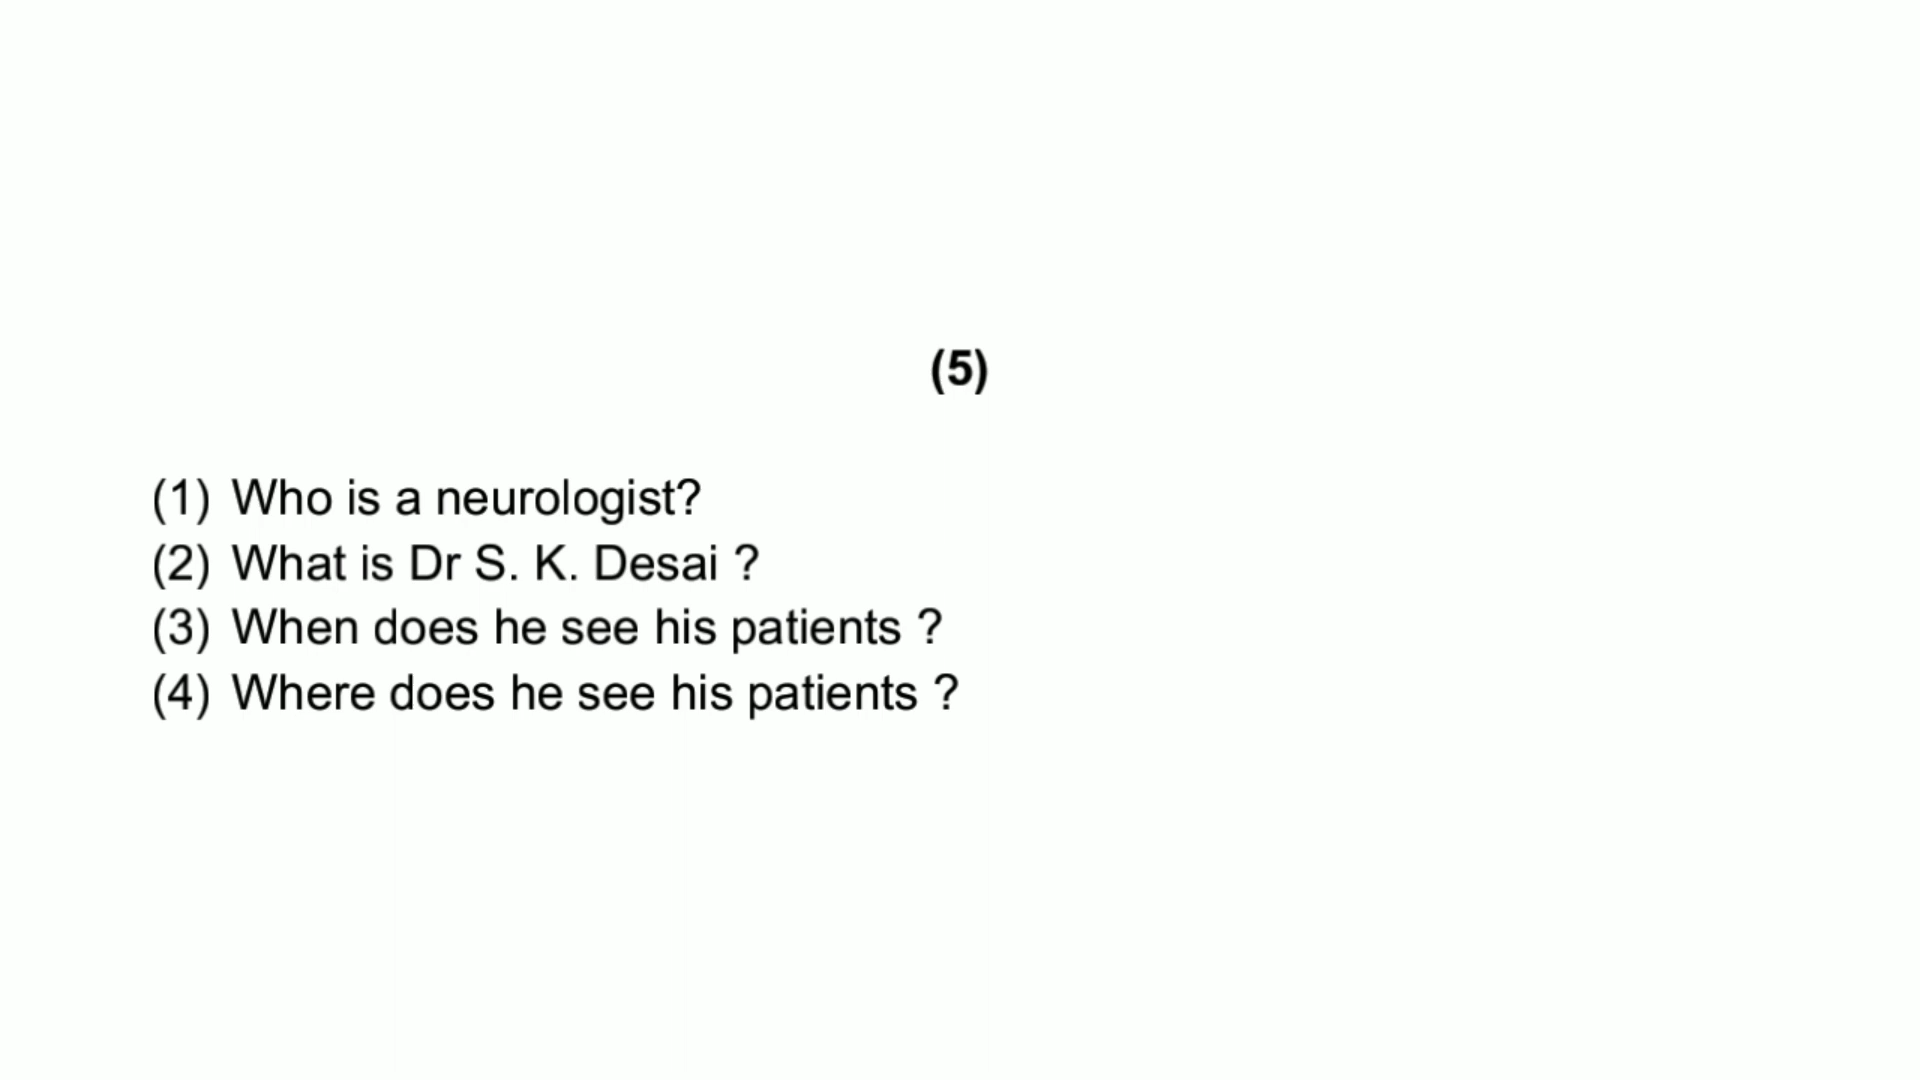 (5)
(1) Who is a neurologist?
(2) What is Dr S. K. Desai ?
(3) When does he see his patients ?
(4) Where does he see his patients ?